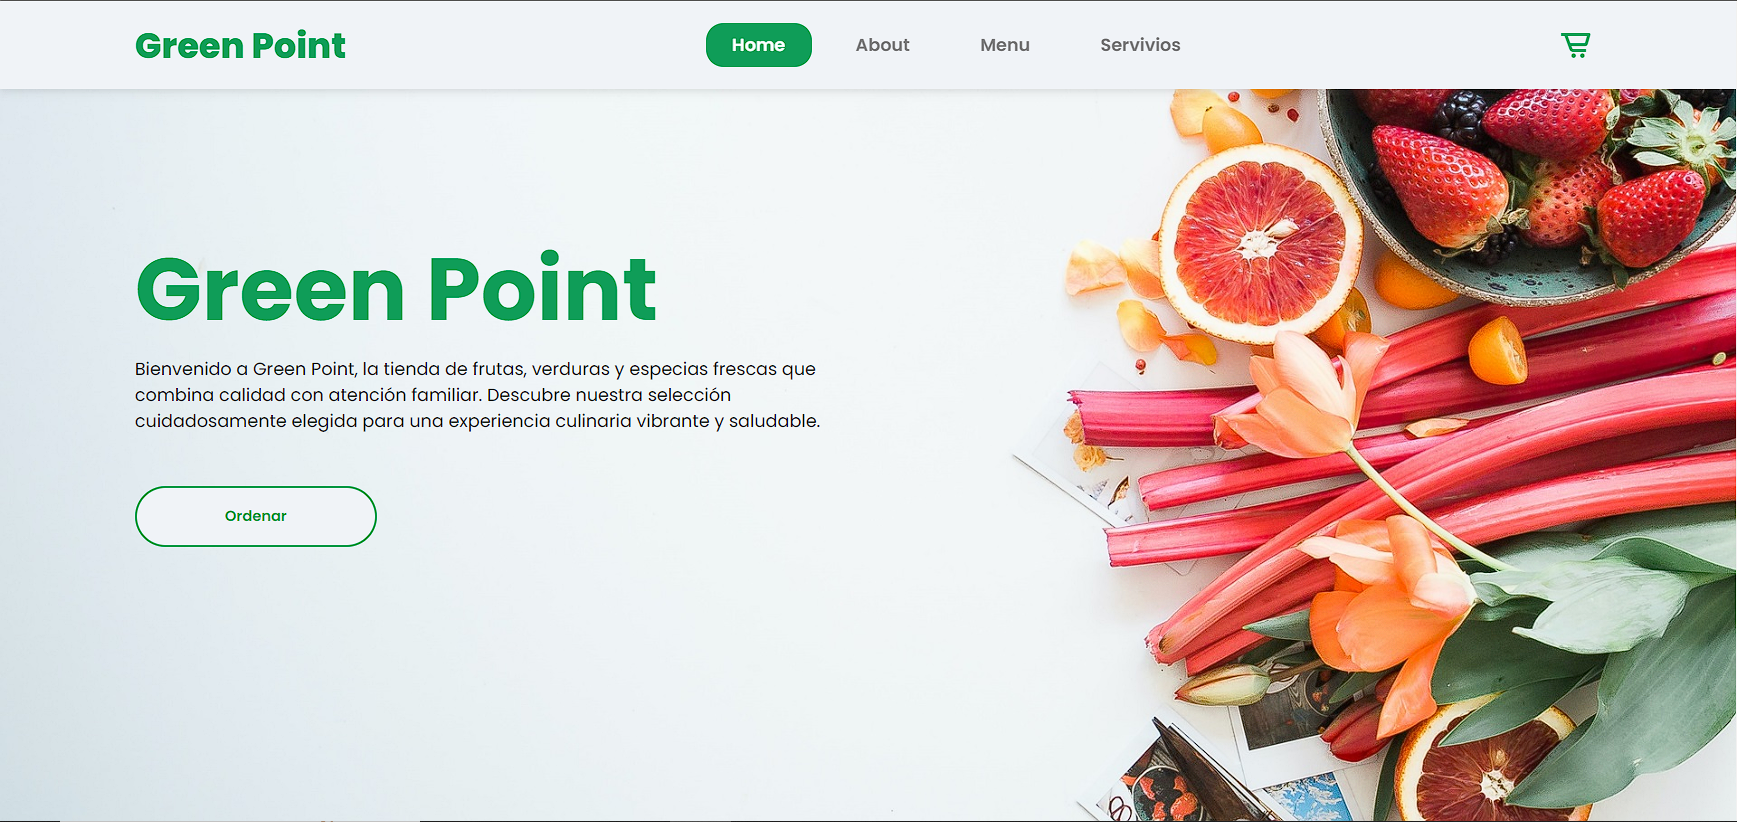 Green Point
Home
About
Menu
Servivios
Green Point
Bienvenido a Green Point, la tienda de frutas, verduras y especias frescas que
combina calidad con atención familiar. Descubre nuestra selección
cuidadosamente elegida para una experiencia culinaria vibrante y saludable.
Ordenar